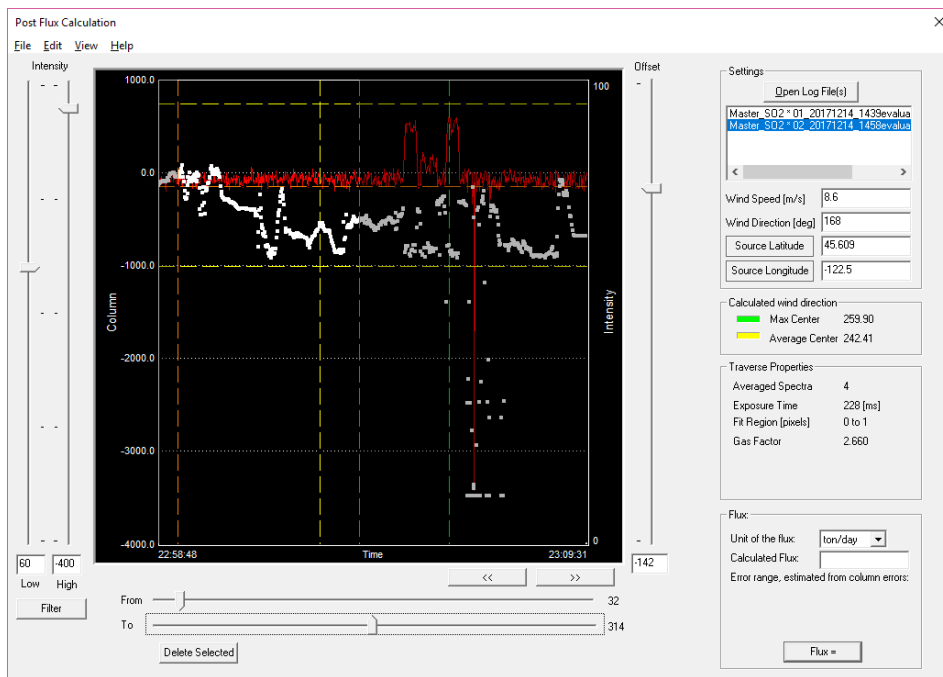 Post Flux Calculation
File Edit View Help
Intensity
Offset
1000.0
0.0
-1000.0
-2000.0
-3000.0
-4000.0
Column
100
0
Intensity
22:58:48 Time 23:09:31
60 -400
Low High
Filter
-142
<< >>
From 32
To 314
Delete Selected
Settings
Open Log File(s)
Master_SO2 * 01_20171214_1439evalua
Master_SO2 * 02_20171214_1458evalua
Wind Speed [m/s] 8.6
Wind Direction [deg] 168
Source Latitude 45.609
Source Longitude -122.5
Calculated wind direction
Max Center 259.90
Average Center 242.41
Traverse Properties
Averaged Spectra 4
Exposure Time 228 [ms]
Fit Region [pixels] 0 to 1
Gas Factor 2.660
Flux:
Unit of the flux: ton/day
Calculated Flux:
Error range, estimated from column errors:
Flux =